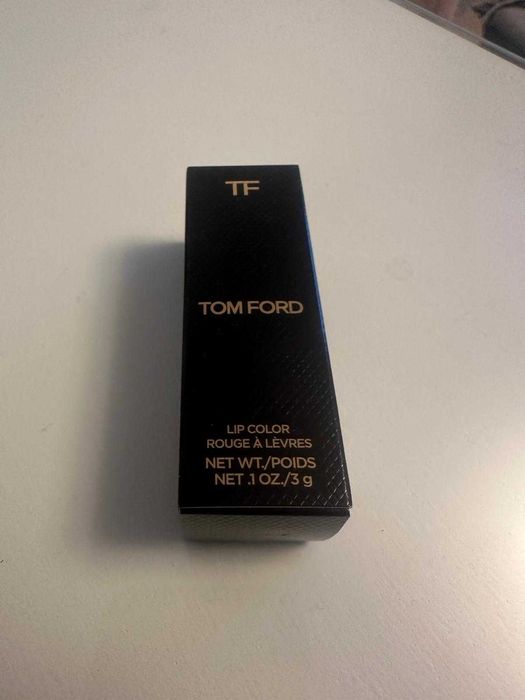 TF
TOM FORD
LIP COLOR
ROUGE À LÈVRES
NET WT./POIDS
NET .1 OZ./3 g